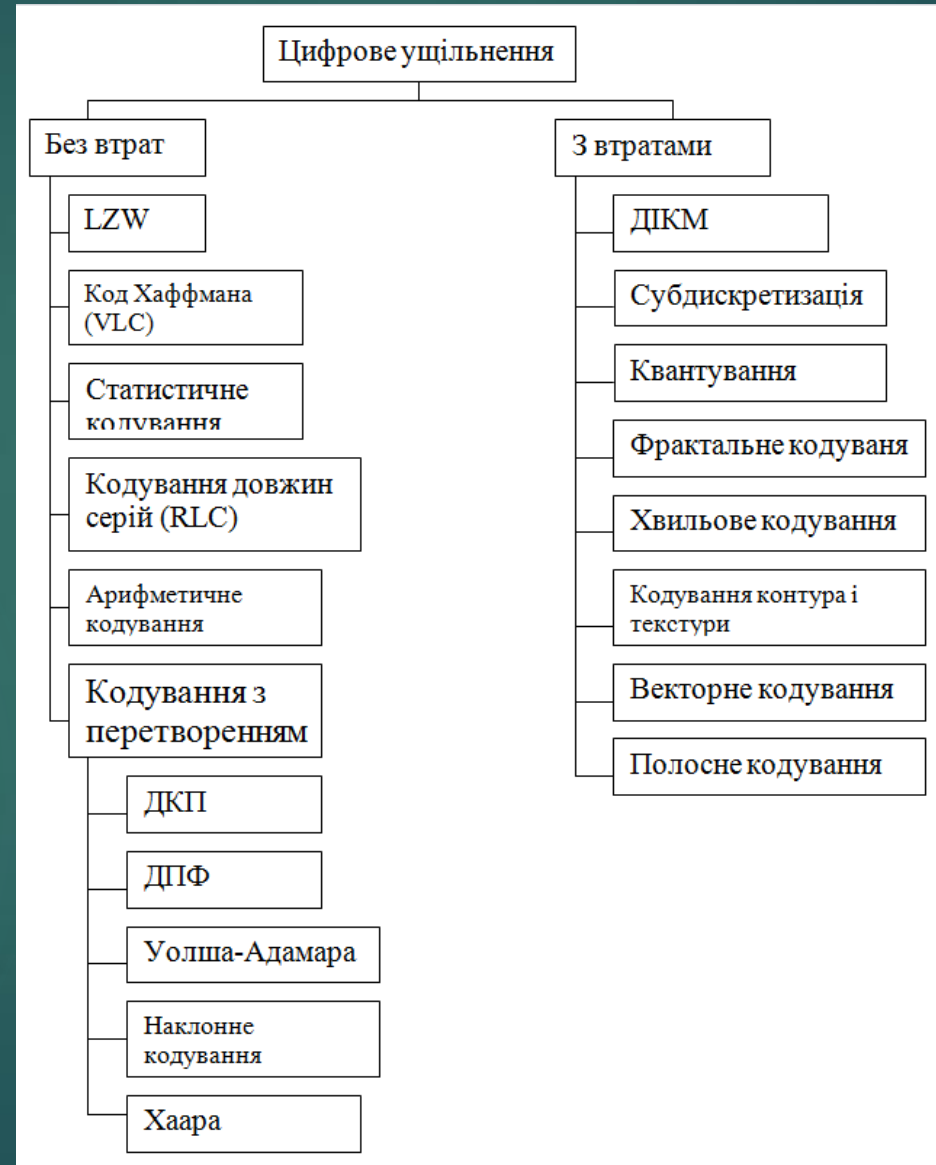 Цифрове ущільнення
Без втрат
LZW
Код Хаффмана
(VLC)
Статистичне
кодування
Кодування довжин
серій (RLC)
Арифметичне
кодування
Кодування з
перетворенням
ДКП
ДПФ
Уолша-Адамара
Наклонне
кодування
Хаара
З втратами
ДІКМ
Субдискретизація
Квантування
Фрактальне кодуваня
Хвильове кодування
Кодування контура і
текстури
Векторне кодування
Полосне кодування